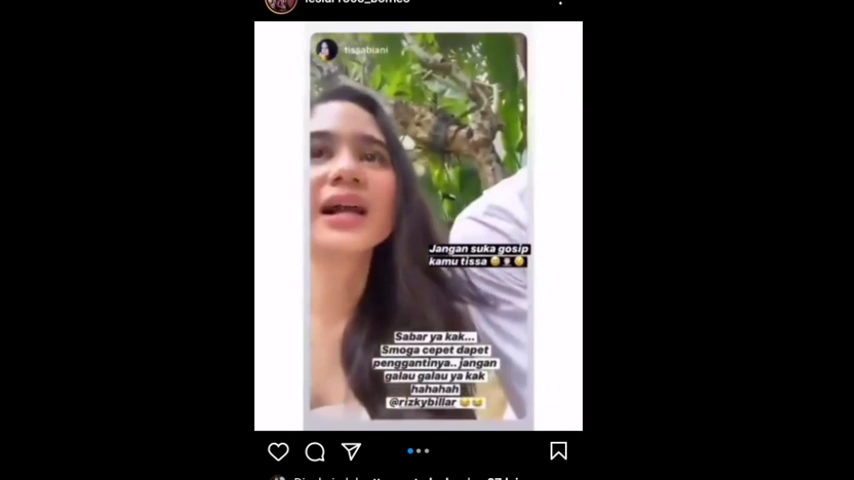 tissabiani
Jangan suka gosip
kamu tissa
Sabar ya kak...
Smoga cepet dapet
penggantinya.. jangan
galau galau ya kak
hahahah
@rizkybillar